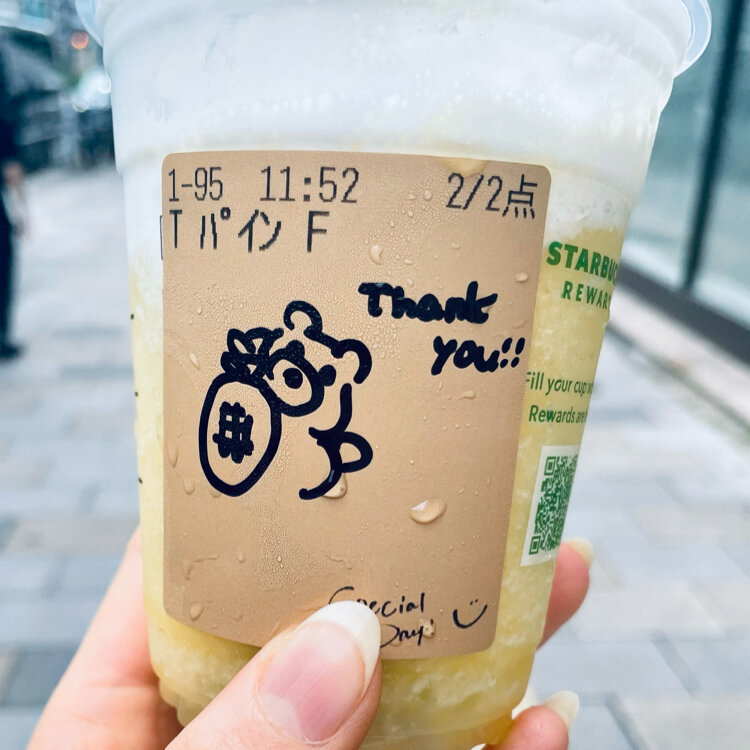 1-95 11:52 2/2点
T パイン F
Thank
you!!
Special
Day!
STARBU
REWAR
Fill your cup
Rewards are